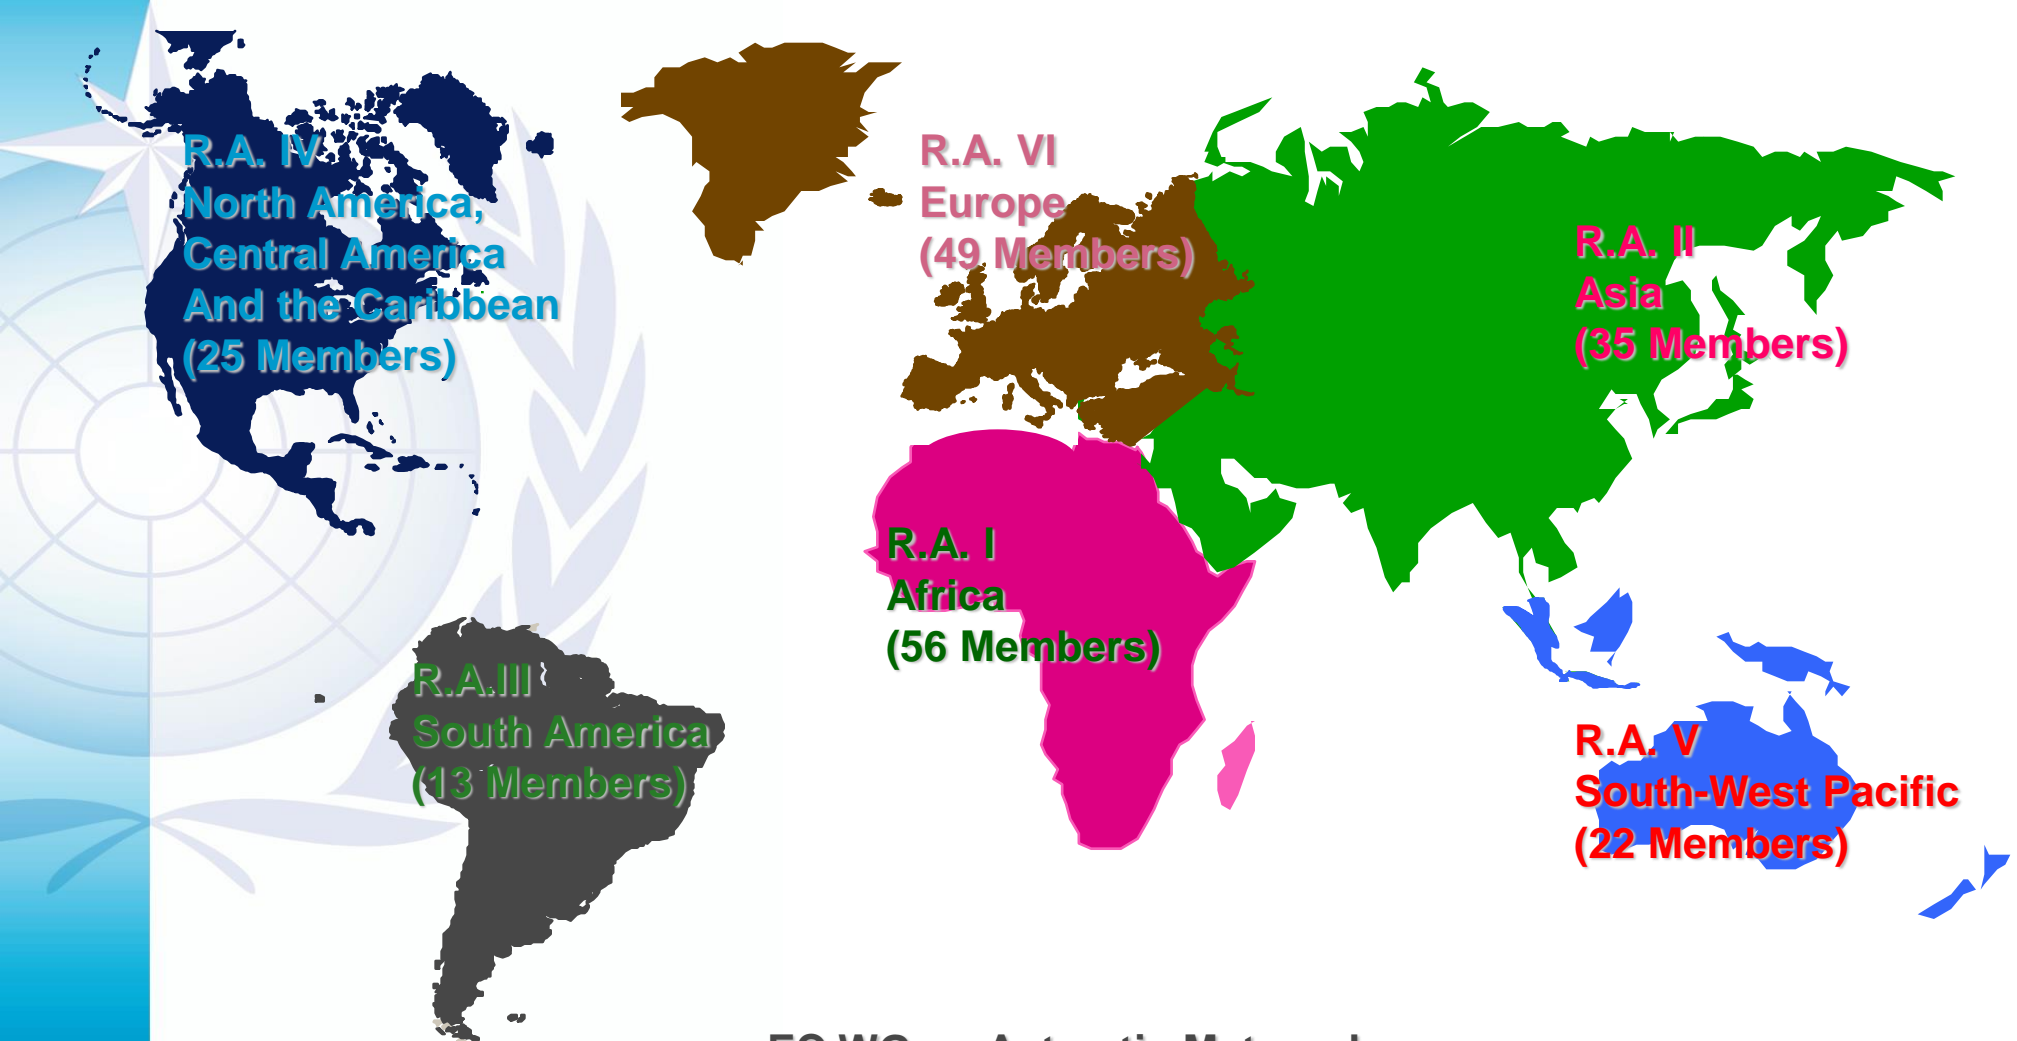 R.A. IV
North America,
Central America
And the Caribbean
(25 Members)
R.A. VI
Europe
(49 Members)
R.A. II
Asia
(35 Members)
R.A. I
Africa
(56 Members)
R.A.III
South America
(13 Members)
R.A. V
South-West Pacific
(22 Members)